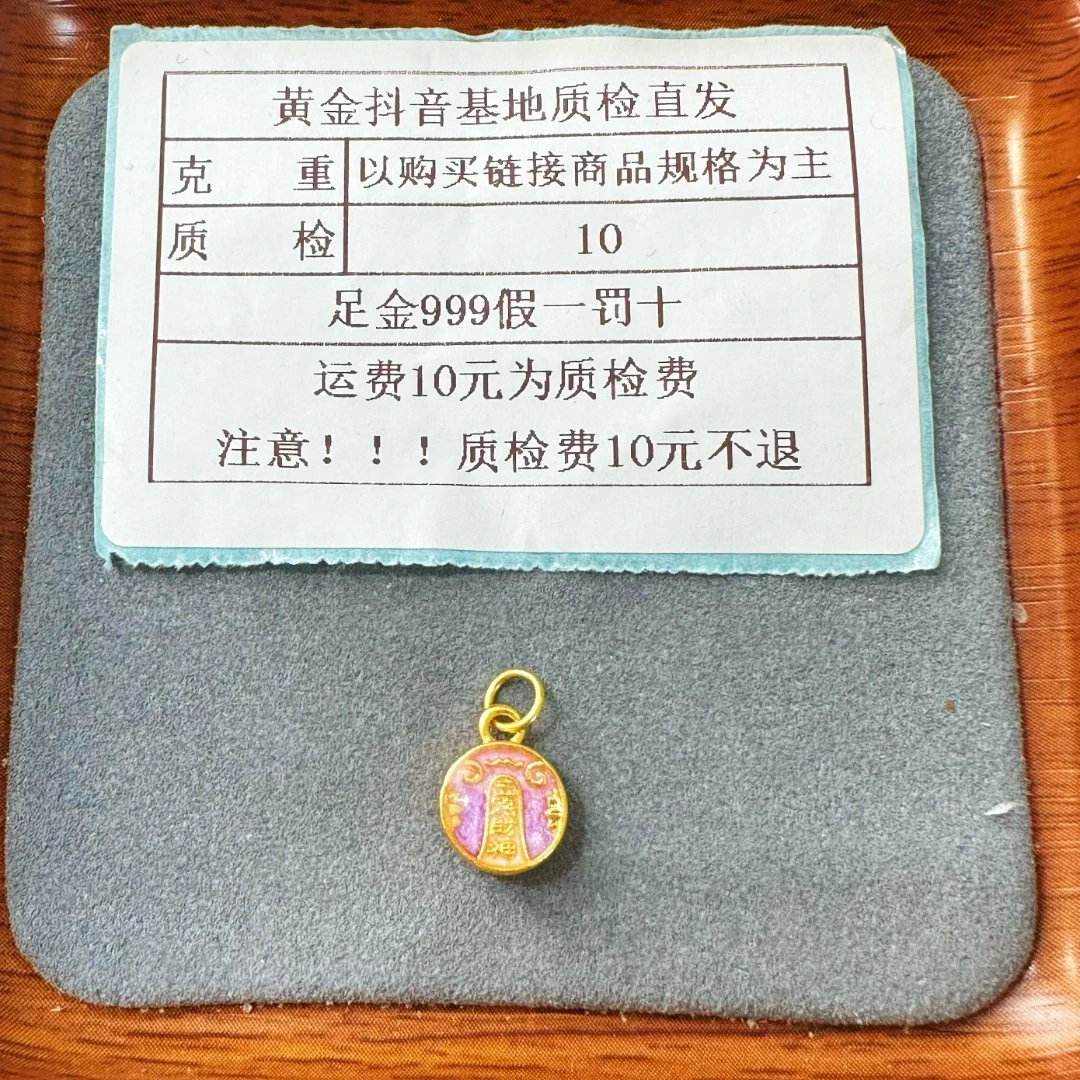 黄金抖音基地质检直发
克 重 以购买链接商品规格为主
质 检 10
足金999假一罚十
运费10元为质检费
注意！！！质检费10元不退